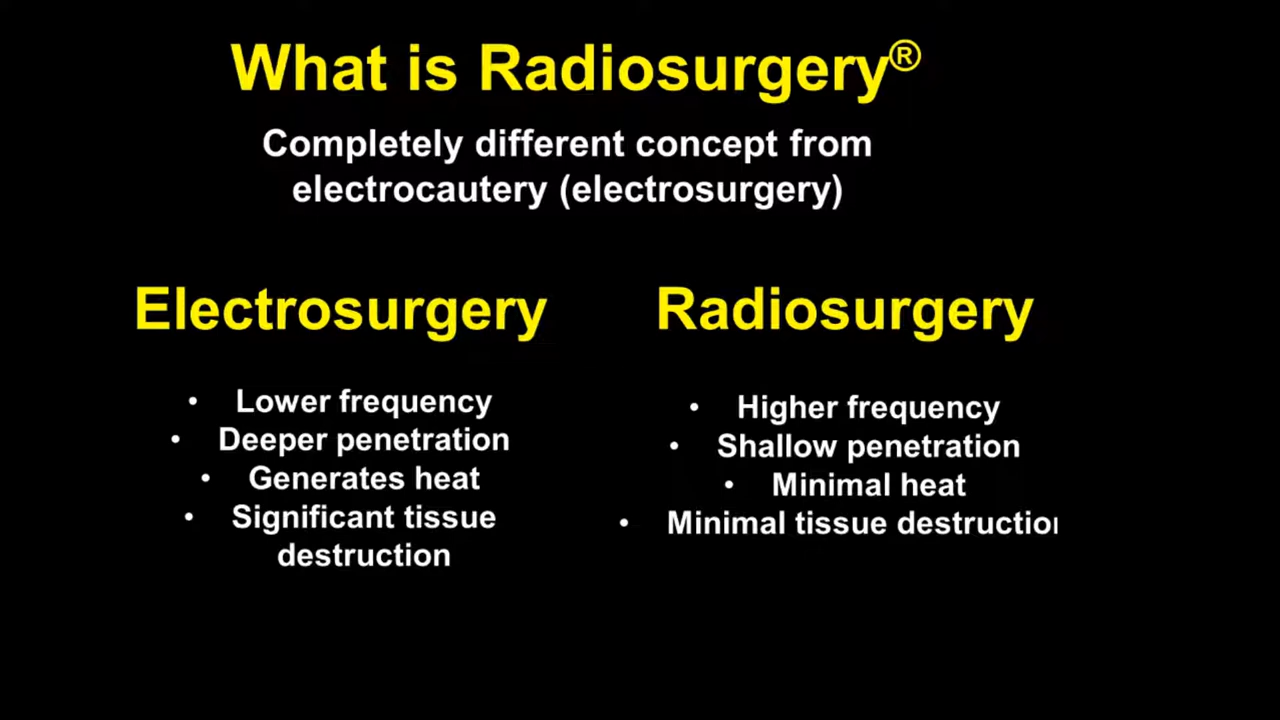 What is Radiosurgery®
Completely different concept from
electrocautery (electrosurgery)
Electrosurgery
• Lower frequency
• Deeper penetration
• Generates heat
• Significant tissue
destruction
Radiosurgery
• Higher frequency
• Shallow penetration
• Minimal heat
• Minimal tissue destruction